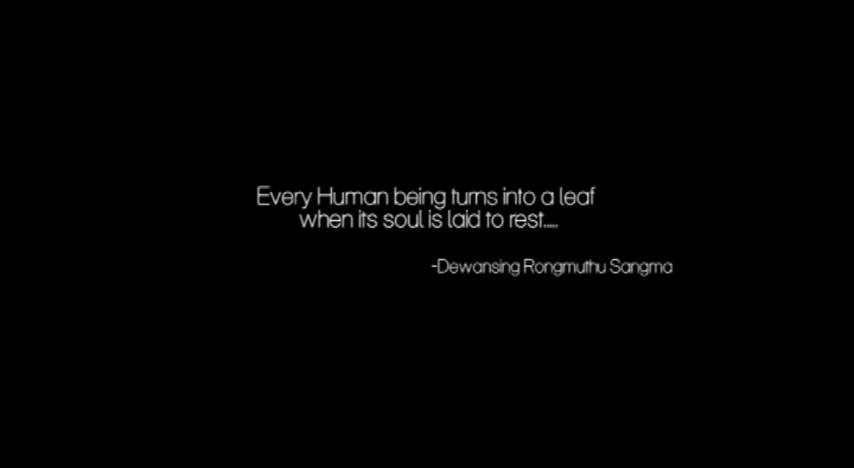 Every Human being turns into a leaf
when its soul is laid to rest.....
-Dewansing Rongmuthu Sangma